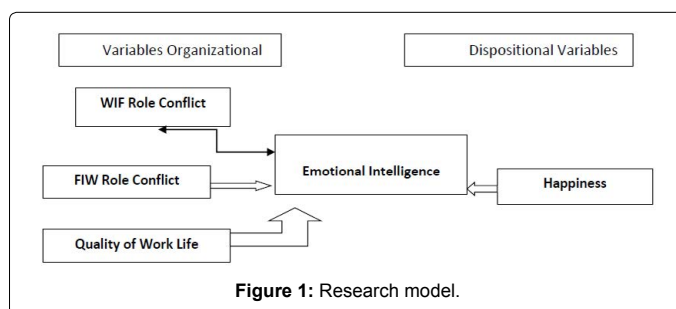 Variables Organizational
Dispositional Variables
WIF Role Conflict
Emotional Intelligence
FIW Role Conflict
Happiness
Quality of Work Life
Figure 1: Research model.